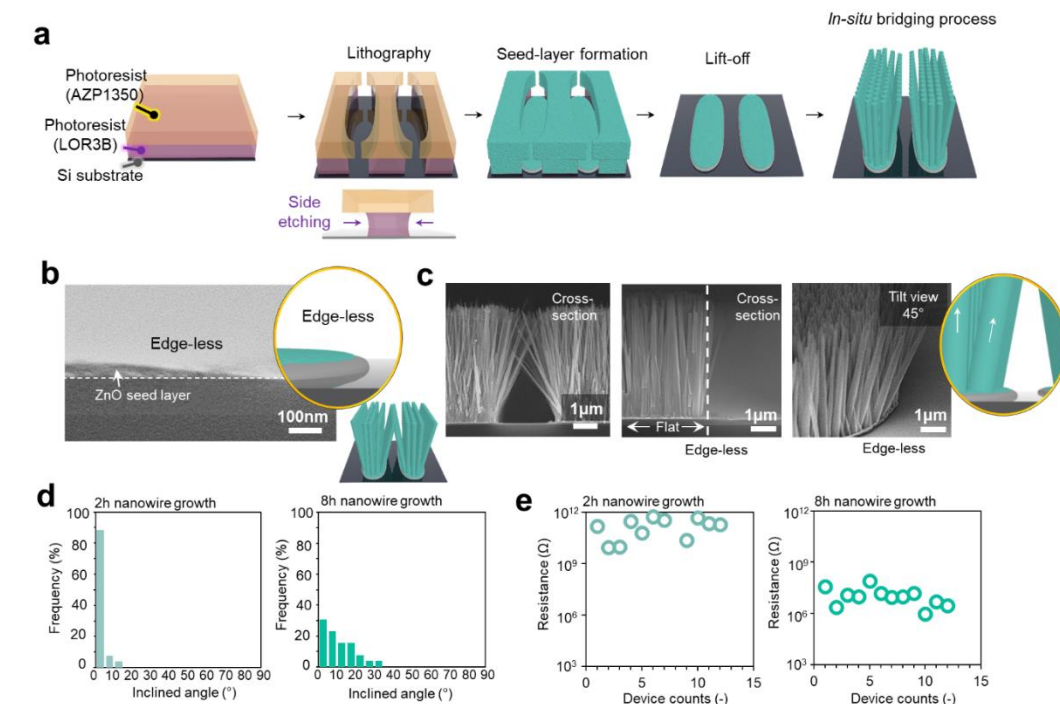 a
In-situ bridging process
Lithography
Seed-layer formation
Lift-off
Photoresist
(AZP1350)
Photoresist
(LOR3B)
Si substrate
Side
etching
b
Edge-less
Edge-less
ZnO seed layer
100nm
c
Cross-
section
1μm
Cross-
section
Flat
1μm
Edge-less
Tilt view
45°
1μm
Edge-less
d
2h nanowire growth
Frequency (%)
100
80
60
40
20
0
0 10 20 30 40 50 60 70 80 90
Inclined angle (°)
8h nanowire growth
Frequency (%)
100
80
60
40
20
0
0 10 20 30 40 50 60 70 80 90
Inclined angle (°)
e
2h nanowire growth
Resistance (Ω)
10¹²
10⁹
10⁶
10³
0 5 10 15
Device counts (-)
8h nanowire growth
Resistance (Ω)
10¹²
10⁹
10⁶
10³
0 5 10 15
Device counts (-)